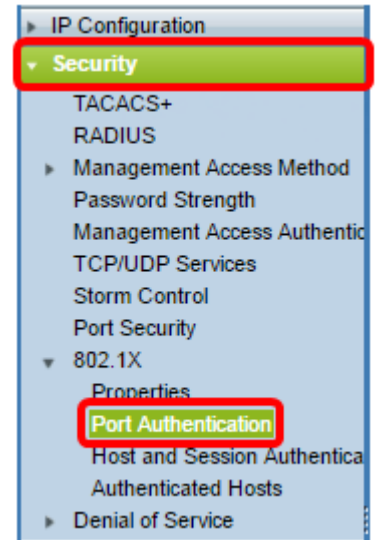 IP Configuration
Security
TACACS+
RADIUS
Management Access Method
Password Strength
Management Access Authentic
TCP/UDP Services
Storm Control
Port Security
802.1X
Properties
Port Authentication
Host and Session Authentica
Authenticated Hosts
Denial of Service